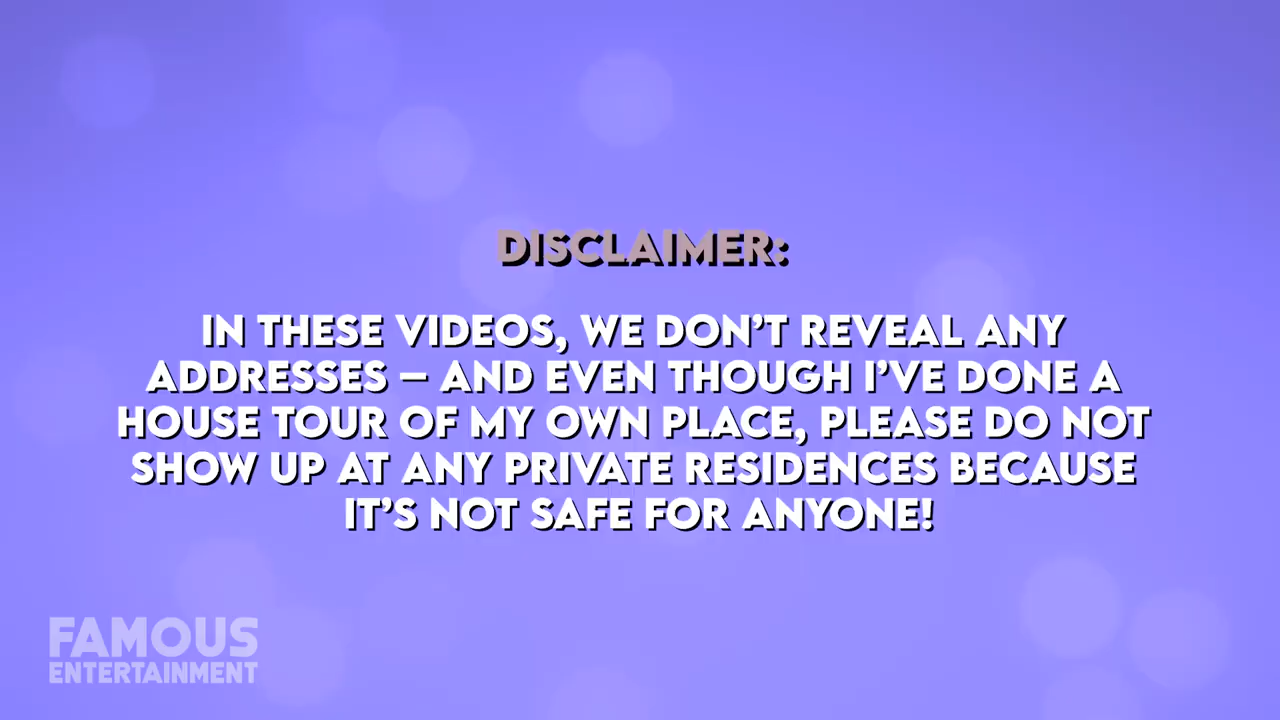 DISCLAIMER:
IN THESE VIDEOS, WE DON’T REVEAL ANY
ADDRESSES – AND EVEN THOUGH I’VE DONE A
HOUSE TOUR OF MY OWN PLACE, PLEASE DO NOT
SHOW UP AT ANY PRIVATE RESIDENCES BECAUSE
IT’S NOT SAFE FOR ANYONE!
FAMOUS
ENTERTAINMENT